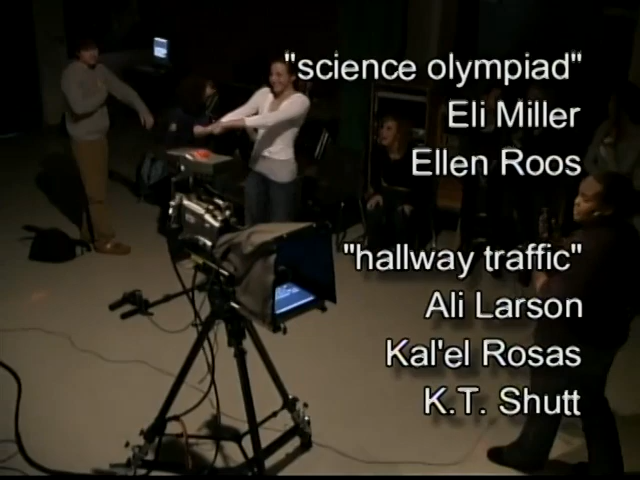 "science olympiad"
Eli Miller
Ellen Roos
"hallway traffic"
Ali Larson
Kal'el Rosas
K.T. Shutt